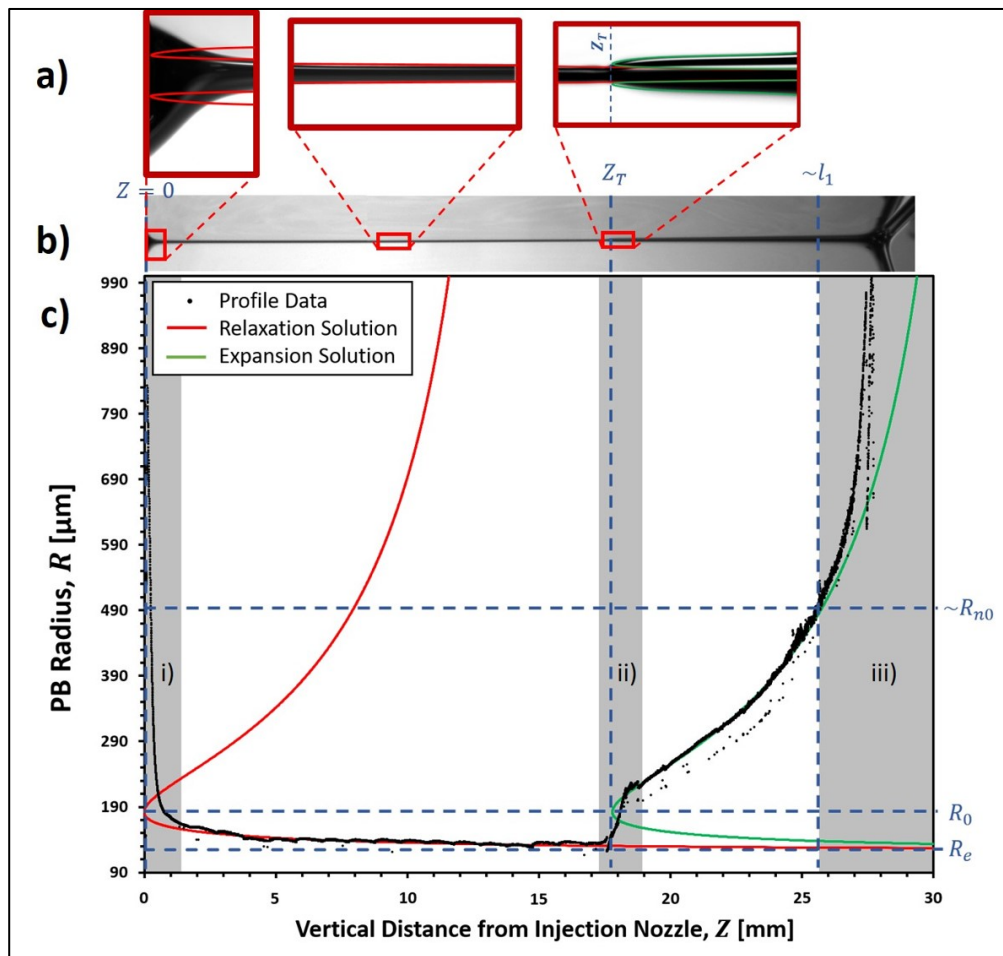 a)
Z_T
Z = 0
Z_T
~l_1
b)
c)
Profile Data
Relaxation Solution
Expansion Solution
990
890
790
690
590
490
390
290
190
90
PB Radius, R [µm]
i)
ii)
iii)
~R_{n0}
R_0
R_e
0
5
10
15
20
25
30
Vertical Distance from Injection Nozzle, Z [mm]